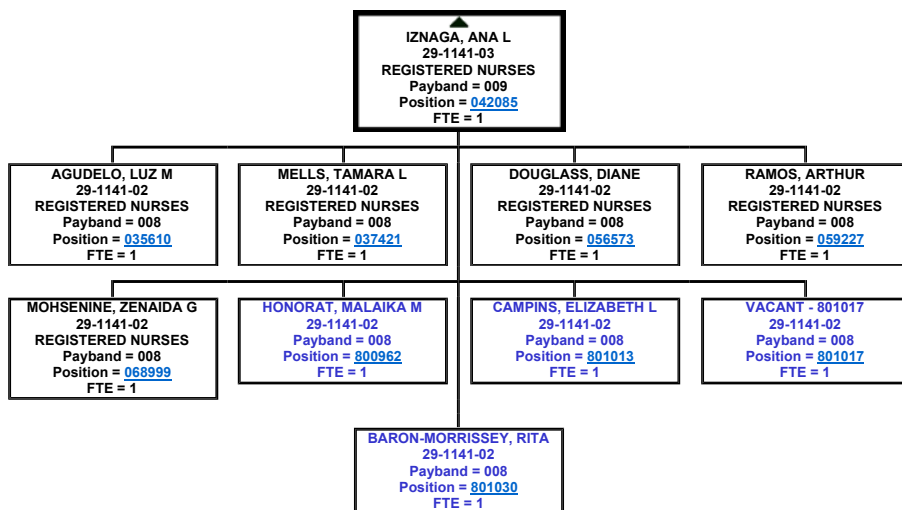 IZNAGA, ANA L
29-1141-03
REGISTERED NURSES
Payband = 009
Position = 042085
FTE = 1
AGUDELO, LUZ M
29-1141-02
REGISTERED NURSES
Payband = 008
Position = 035610
FTE = 1
MELLS, TAMARA L
29-1141-02
REGISTERED NURSES
Payband = 008
Position = 037421
FTE = 1
DOUGLASS, DIANE
29-1141-02
REGISTERED NURSES
Payband = 008
Position = 056573
FTE = 1
RAMOS, ARTHUR
29-1141-02
REGISTERED NURSES
Payband = 008
Position = 059227
FTE = 1
MOHSENINE, ZENAIDA G
29-1141-02
REGISTERED NURSES
Payband = 008
Position = 068999
FTE = 1
HONORAT, MALAIKA M
29-1141-02
Payband = 008
Position = 800962
FTE = 1
CAMPINS, ELIZABETH L
29-1141-02
Payband = 008
Position = 801013
FTE = 1
VACANT - 801017
29-1141-02
Payband = 008
Position = 801017
FTE = 1
BARON-MORRISSEY, RITA
29-1141-02
Payband = 008
Position = 801030
FTE = 1